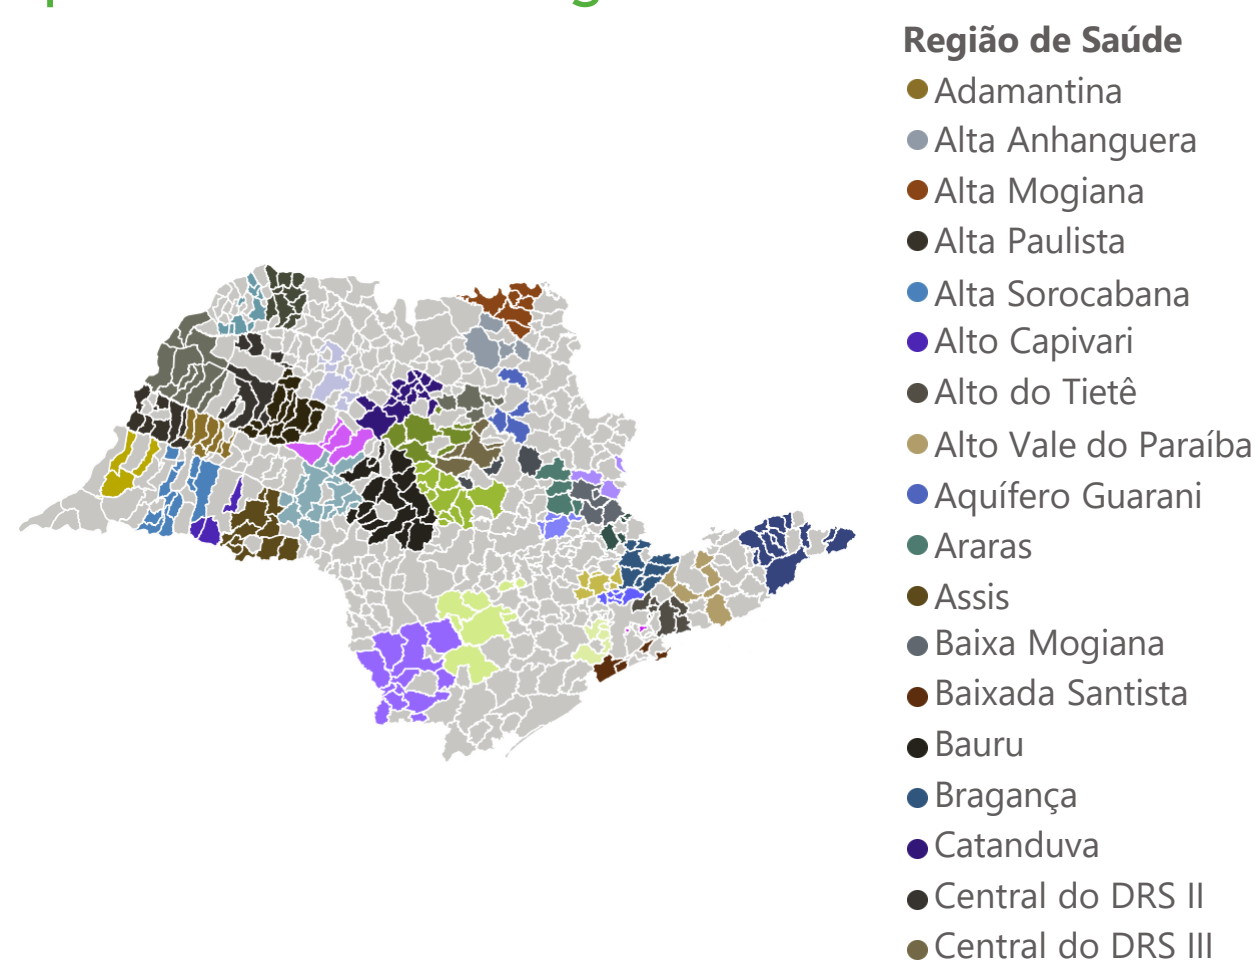 Região de Saúde
Adamantina
Alta Anhanguera
Alta Mogiana
Alta Paulista
Alta Sorocabana
Alto Capivari
Alto do Tietê
Alto Vale do Paraíba
Aquífero Guarani
Araras
Assis
Baixa Mogiana
Baixada Santista
Bauru
Bragança
Catanduva
Central do DRS II
Central do DRS III